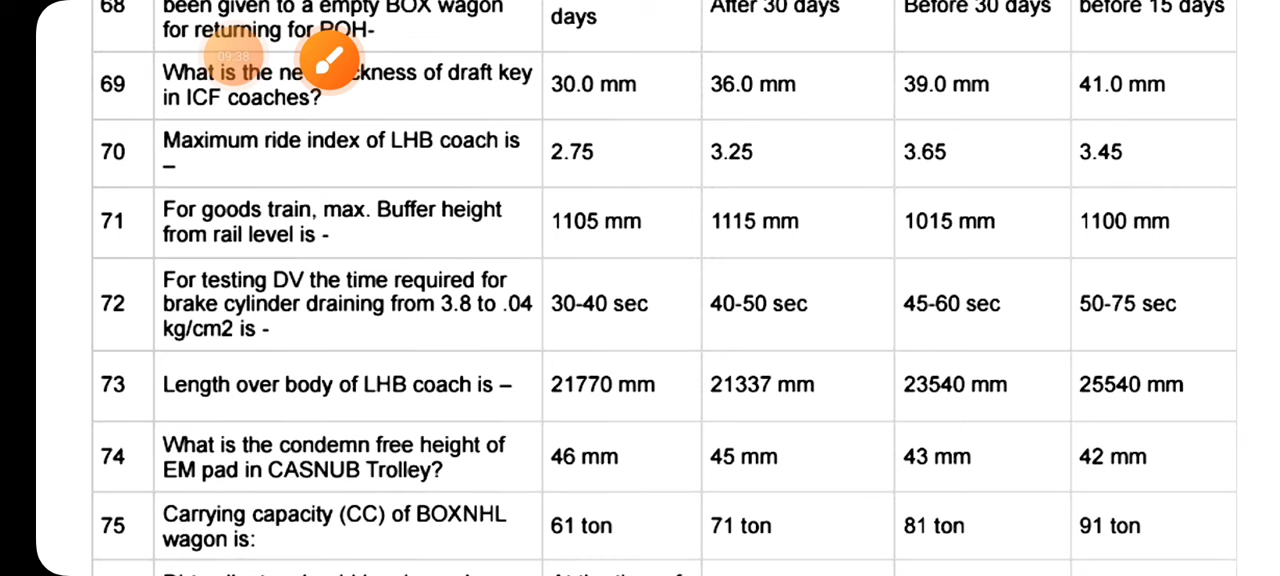 68 been given to a empty BOX wagon days After 30 days Before 30 days before 15 days
for returning for POH-
09:38
69 What is the ne ckness of draft key 30.0 mm 36.0 mm 39.0 mm 41.0 mm
in ICF coaches?
70 Maximum ride index of LHB coach is 2.75 3.25 3.65 3.45
–
71 For goods train, max. Buffer height 1105 mm 1115 mm 1015 mm 1100 mm
from rail level is -
72 For testing DV the time required for
brake cylinder draining from 3.8 to .04 30-40 sec 40-50 sec 45-60 sec 50-75 sec
kg/cm2 is -
73 Length over body of LHB coach is – 21770 mm 21337 mm 23540 mm 25540 mm
74 What is the condemn free height of 46 mm 45 mm 43 mm 42 mm
EM pad in CASNUB Trolley?
75 Carrying capacity (CC) of BOXNHL 61 ton 71 ton 81 ton 91 ton
wagon is: